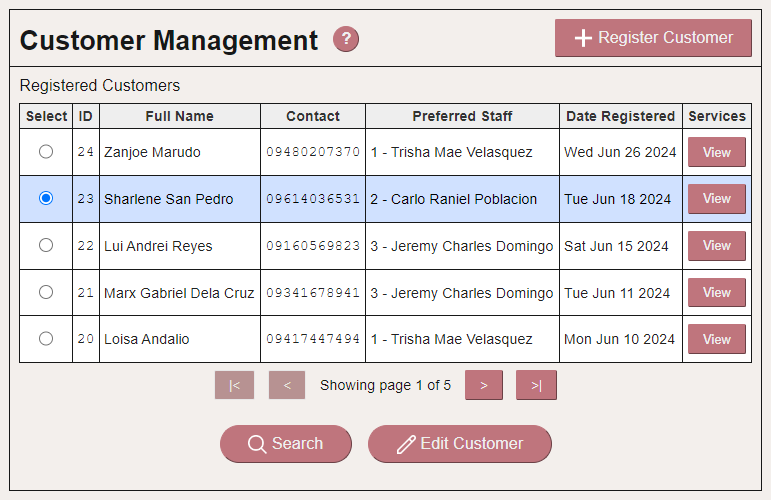 Customer Management ? + Register Customer
Registered Customers
Select ID Full Name Contact Preferred Staff Date Registered Services
24 Zanjoe Marudo 09480207370 1 - Trisha Mae Velasquez Wed Jun 26 2024 View
23 Sharlene San Pedro 09614036531 2 - Carlo Raniel Poblacion Tue Jun 18 2024 View
22 Lui Andrei Reyes 09160569823 3 - Jeremy Charles Domingo Sat Jun 15 2024 View
21 Marx Gabriel Dela Cruz 09341678941 3 - Jeremy Charles Domingo Tue Jun 11 2024 View
20 Loisa Andalio 09417447494 1 - Trisha Mae Velasquez Mon Jun 10 2024 View
|< < Showing page 1 of 5 > >|
Search Edit Customer